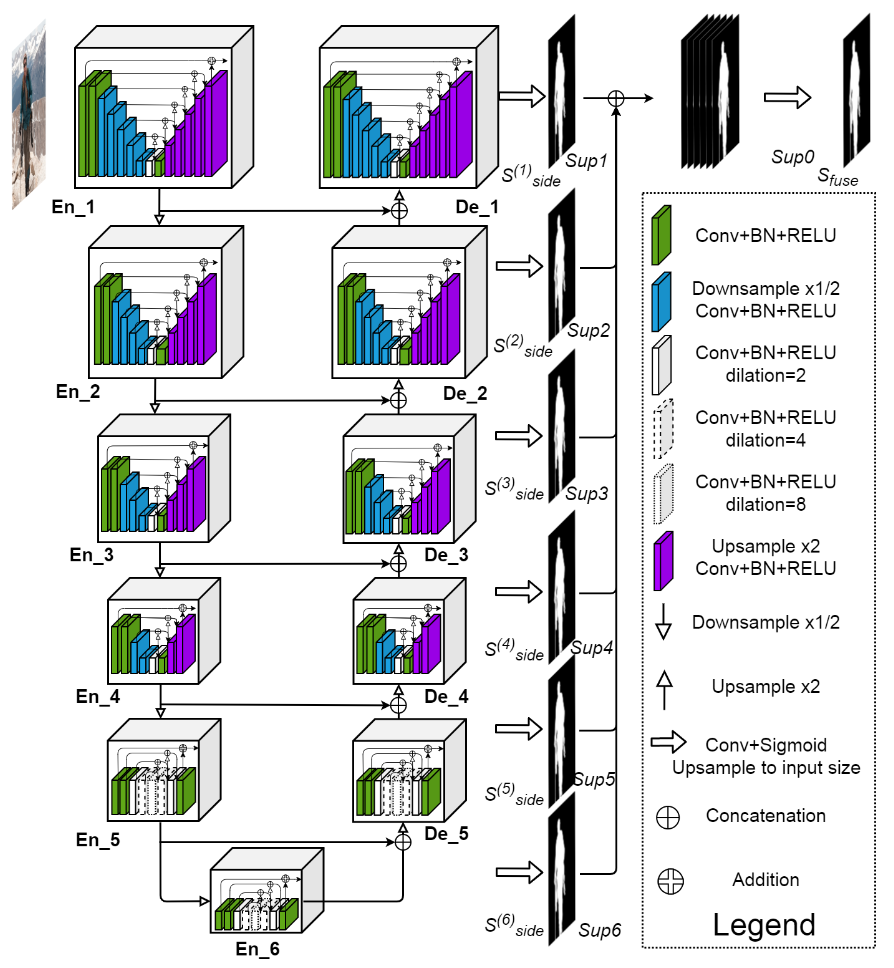 S(1)side
Sup1
Sup0
Sfuse
En_1
De_1
S(2)side
Sup2
En_2
De_2
S(3)side
Sup3
En_3
De_3
S(4)side
Sup4
En_4
De_4
S(5)side
Sup5
En_5
De_5
S(6)side
Sup6
En_6
Conv+BN+RELU
Downsample x1/2
Conv+BN+RELU
Conv+BN+RELU
dilation=2
Conv+BN+RELU
dilation=4
Conv+BN+RELU
dilation=8
Upsample x2
Conv+BN+RELU
Downsample x1/2
Upsample x2
Conv+Sigmoid
Upsample to input size
Concatenation
Addition
Legend